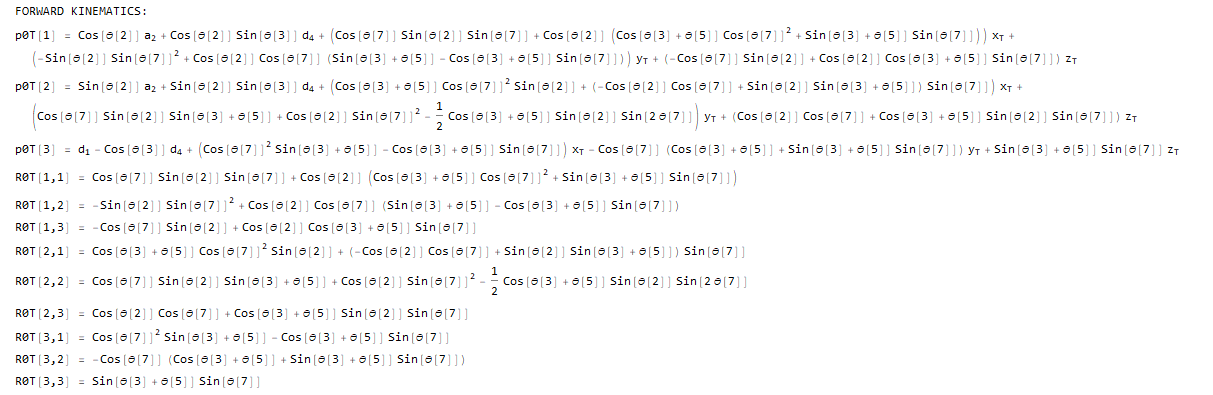 FORWARD KINEMATICS:
p0T[1] = Cos[θ[2]] a₂ + Cos[θ[2]] Sin[θ[3]] d₄ + (Cos[θ[7]] Sin[θ[2]] Sin[θ[7]] + Cos[θ[2]] (Cos[θ[3] + θ[5]] Cos[θ[7]]² + Sin[θ[3] + θ[5]] Sin[θ[7]])) x_T +
(-Sin[θ[2]] Sin[θ[7]]² + Cos[θ[2]] Cos[θ[7]] (Sin[θ[3] + θ[5]] - Cos[θ[3] + θ[5]] Sin[θ[7]])) y_T + (-Cos[θ[7]] Sin[θ[2]] + Cos[θ[2]] Cos[θ[3] + θ[5]] Sin[θ[7]]) z_T
p0T[2] = Sin[θ[2]] a₂ + Sin[θ[2]] Sin[θ[3]] d₄ + (Cos[θ[3] + θ[5]] Cos[θ[7]]² Sin[θ[2]] + (-Cos[θ[2]] Cos[θ[7]] + Sin[θ[2]] Sin[θ[3] + θ[5]]) Sin[θ[7]]) x_T +
(Cos[θ[7]] Sin[θ[2]] Sin[θ[3] + θ[5]] + Cos[θ[2]] Sin[θ[7]]² - 1/2 Cos[θ[3] + θ[5]] Sin[θ[2]] Sin[2 θ[7]]) y_T + (Cos[θ[2]] Cos[θ[7]] + Cos[θ[3] + θ[5]] Sin[θ[2]] Sin[θ[7]]) z_T
p0T[3] = d₁ - Cos[θ[3]] d₄ + (Cos[θ[7]]² Sin[θ[3] + θ[5]] - Cos[θ[3] + θ[5]] Sin[θ[7]]) x_T - Cos[θ[7]] (Cos[θ[3] + θ[5]] + Sin[θ[3] + θ[5]] Sin[θ[7]]) y_T + Sin[θ[3] + θ[5]] Sin[θ[7]] z_T
R0T[1,1] = Cos[θ[7]] Sin[θ[2]] Sin[θ[7]] + Cos[θ[2]] (Cos[θ[3] + θ[5]] Cos[θ[7]]² + Sin[θ[3] + θ[5]] Sin[θ[7]])
R0T[1,2] = -Sin[θ[2]] Sin[θ[7]]² + Cos[θ[2]] Cos[θ[7]] (Sin[θ[3] + θ[5]] - Cos[θ[3] + θ[5]] Sin[θ[7]])
R0T[1,3] = -Cos[θ[7]] Sin[θ[2]] + Cos[θ[2]] Cos[θ[3] + θ[5]] Sin[θ[7]]
R0T[2,1] = Cos[θ[3] + θ[5]] Cos[θ[7]]² Sin[θ[2]] + (-Cos[θ[2]] Cos[θ[7]] + Sin[θ[2]] Sin[θ[3] + θ[5]]) Sin[θ[7]]
R0T[2,2] = Cos[θ[7]] Sin[θ[2]] Sin[θ[3] + θ[5]] + Cos[θ[2]] Sin[θ[7]]² - 1/2 Cos[θ[3] + θ[5]] Sin[θ[2]] Sin[2 θ[7]]
R0T[2,3] = Cos[θ[2]] Cos[θ[7]] + Cos[θ[3] + θ[5]] Sin[θ[2]] Sin[θ[7]]
R0T[3,1] = Cos[θ[7]]² Sin[θ[3] + θ[5]] - Cos[θ[3] + θ[5]] Sin[θ[7]]
R0T[3,2] = -Cos[θ[7]] (Cos[θ[3] + θ[5]] + Sin[θ[3] + θ[5]] Sin[θ[7]])
R0T[3,3] = Sin[θ[3] + θ[5]] Sin[θ[7]]